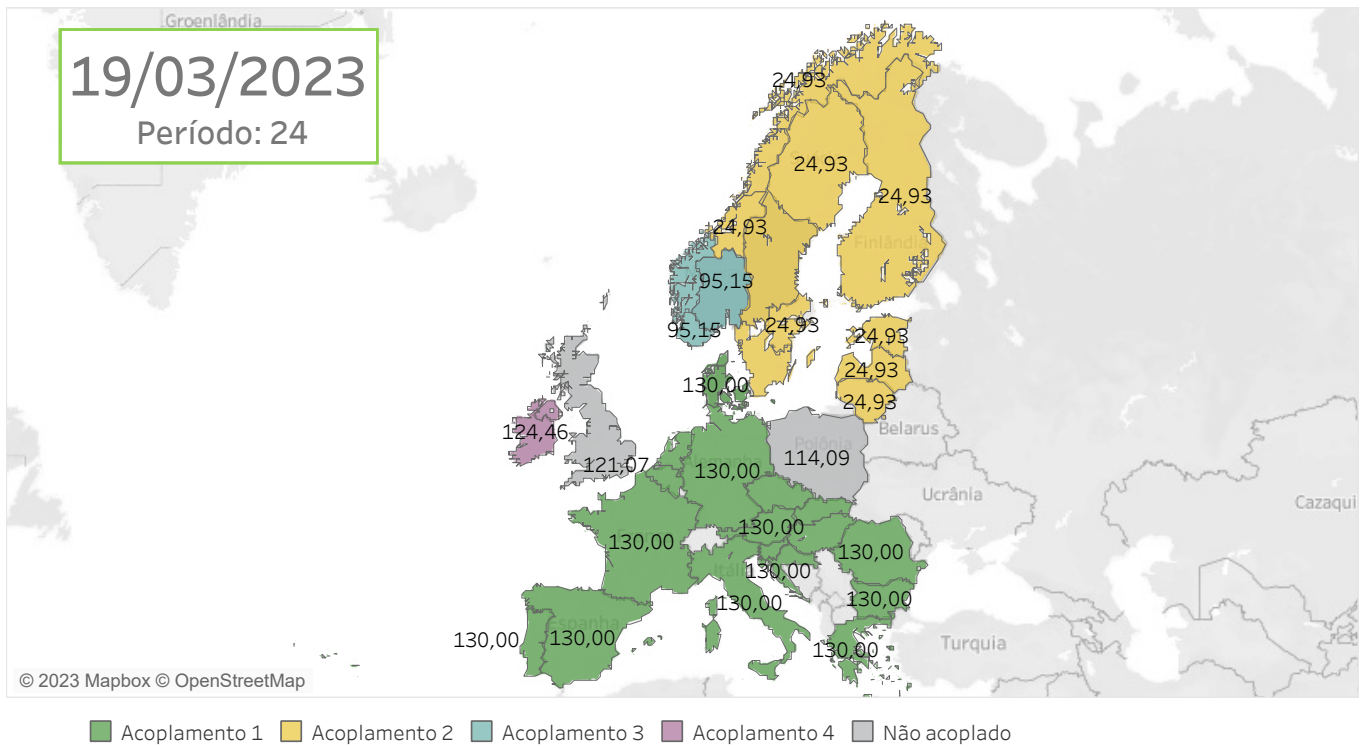 Groenlândia
19/03/2023
Período: 24
24,93
24,93
24,93
24,93
Finlândia
95,15
95,15
24,93
24,93
24,93
24,93
130,00
124,46
121,07
Polônia
114,09
Belarus
Alemanha
130,00
Ucrânia
Cazaqui
130,00
130,00
130,00
Itáli
130,00
130,00
130,00
Espanha
130,00
130,00
130,00
Turquia
© 2023 Mapbox © OpenStreetMap
Acoplamento 1
Acoplamento 2
Acoplamento 3
Acoplamento 4
Não acoplado